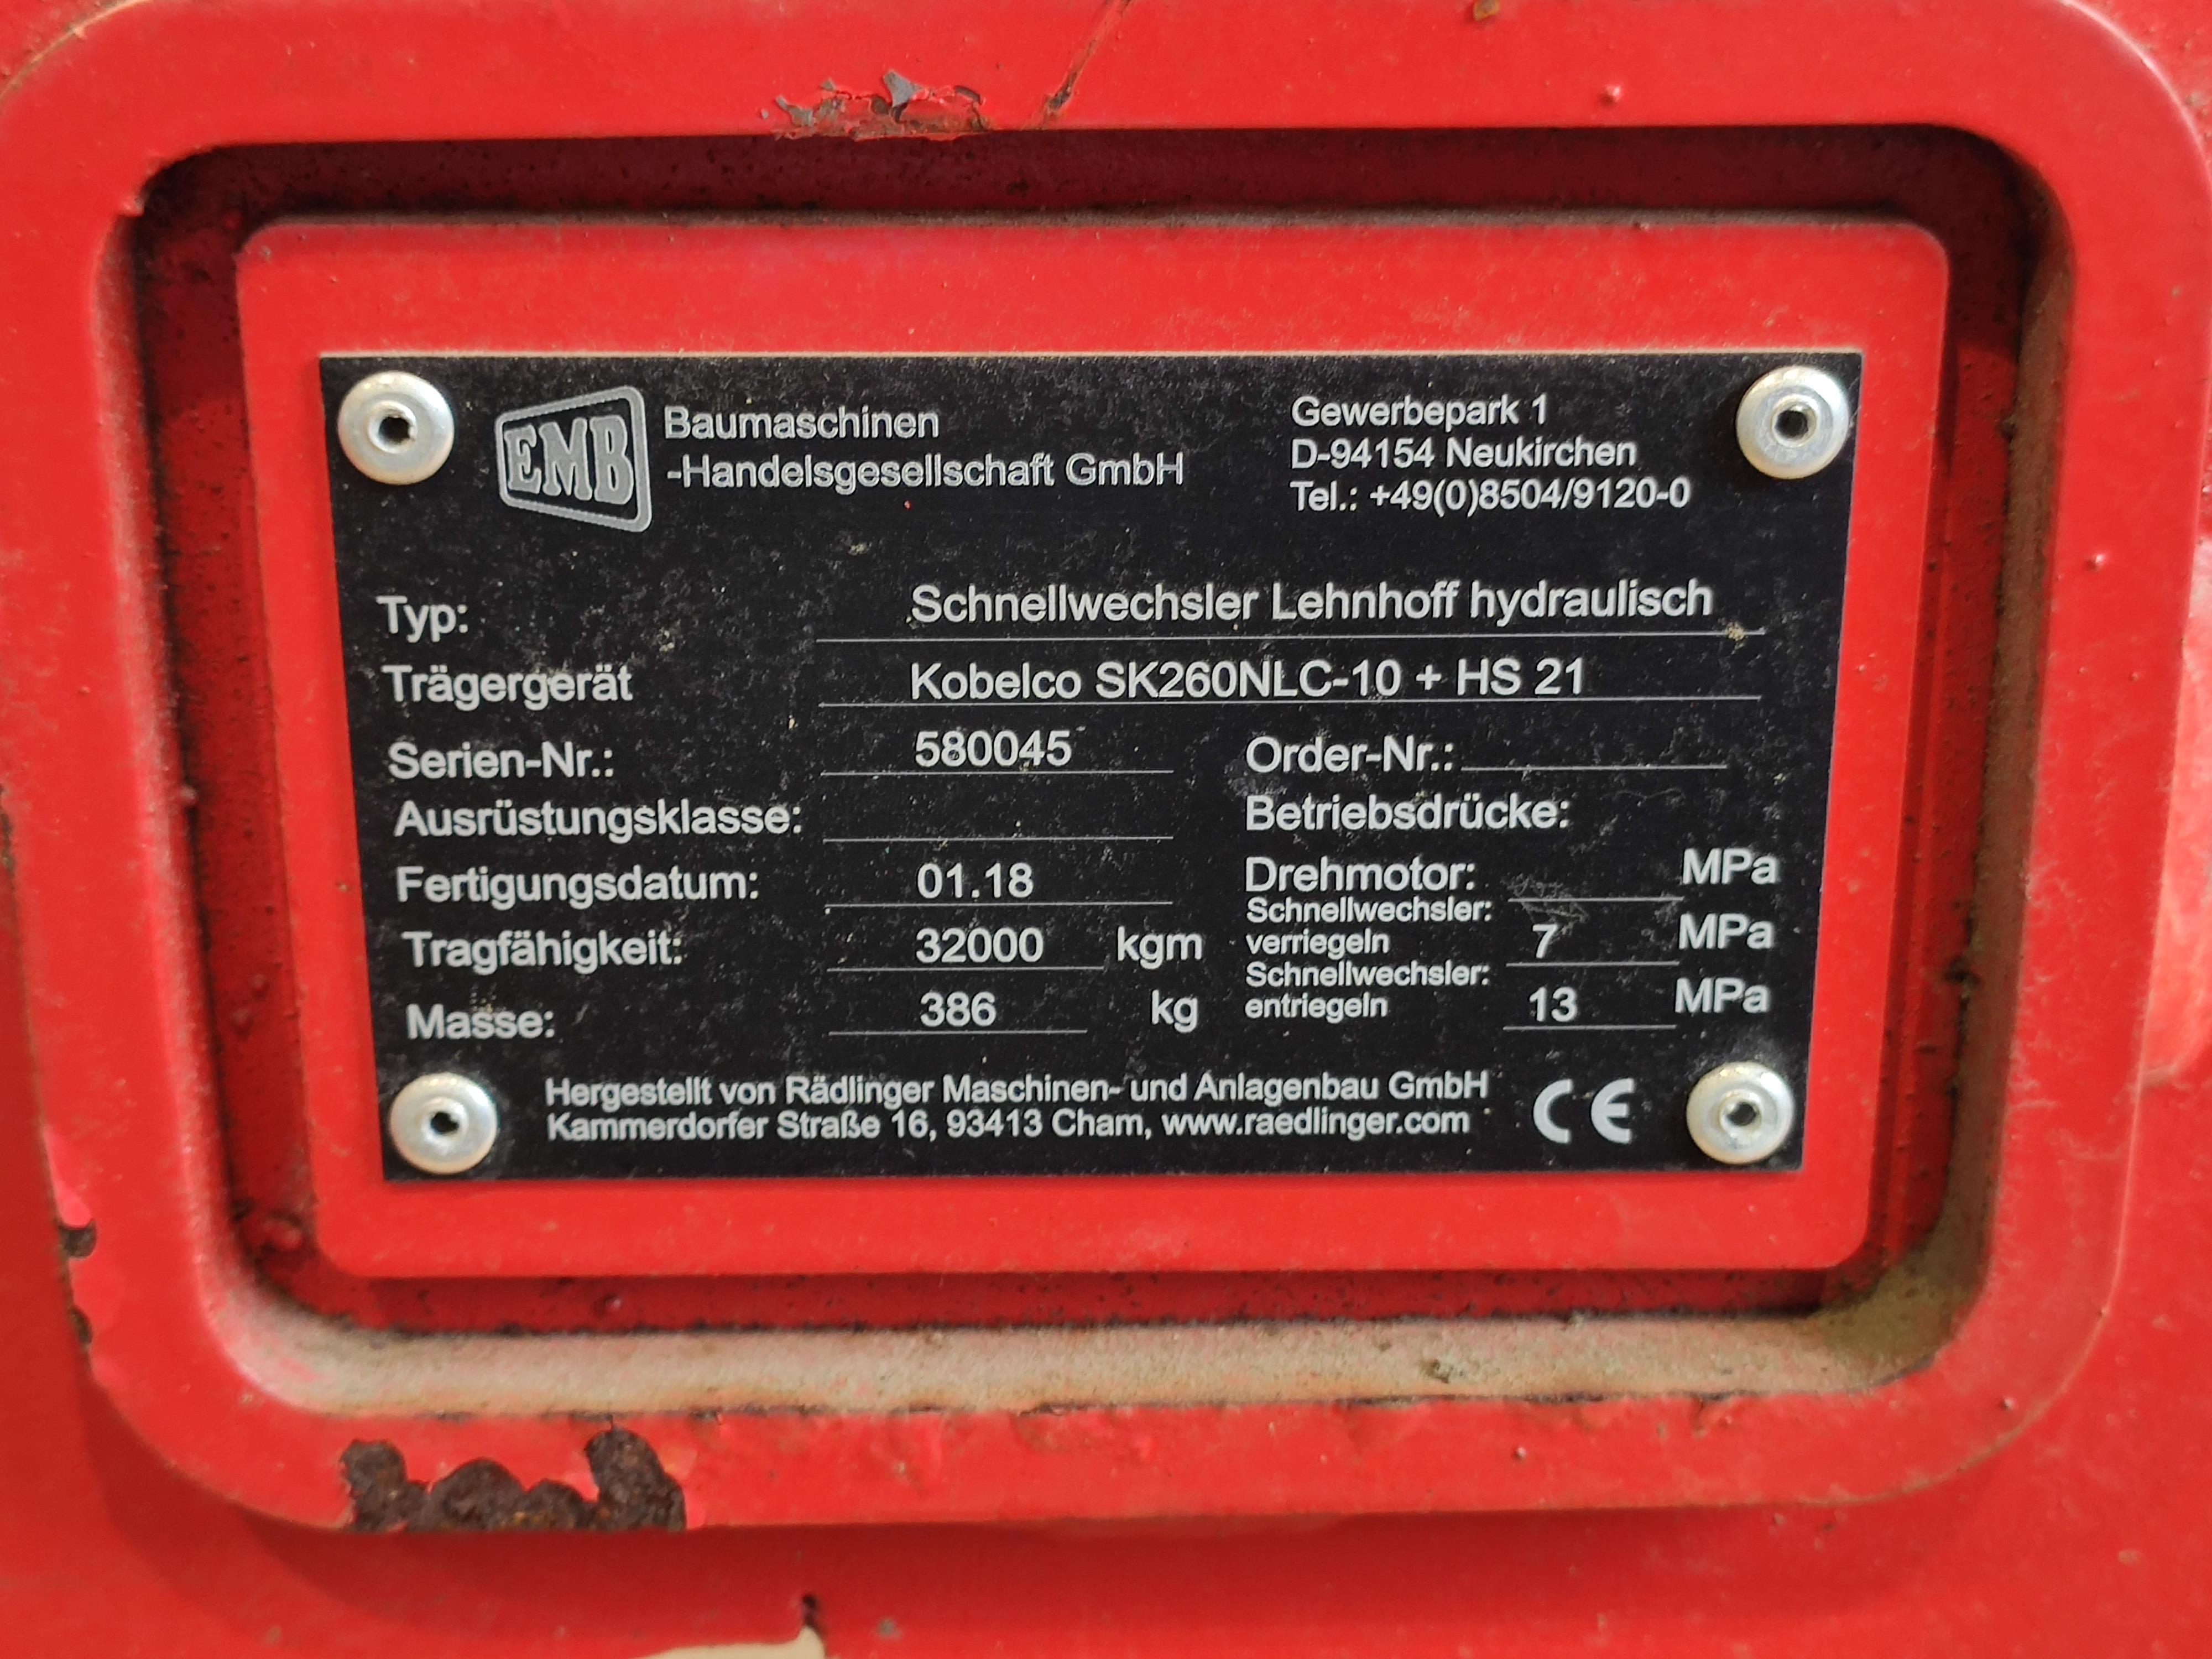 EMB Baumaschinen
-Handelsgesellschaft GmbH
Gewerbepark 1
D-94154 Neukirchen
Tel.: +49(0)8504/9120-0
Typ: Schnellwechsler Lehnhoff hydraulisch
Trägergerät Kobelco SK260NLC-10 + HS 21
Serien-Nr.: 580045 Order-Nr.:
Ausrüstungsklasse: Betriebsdrücke:
Fertigungsdatum: 01.18 Drehmotor: MPa
Tragfähigkeit: 32000 kgm Schnellwechsler:
verriegeln 7 MPa
Masse: 386 kg Schnellwechsler:
entriegeln 13 MPa
Hergestellt von Rädlinger Maschinen- und Anlagenbau GmbH
Kammerdorfer Straße 16, 93413 Cham, www.raedlinger.com
CE